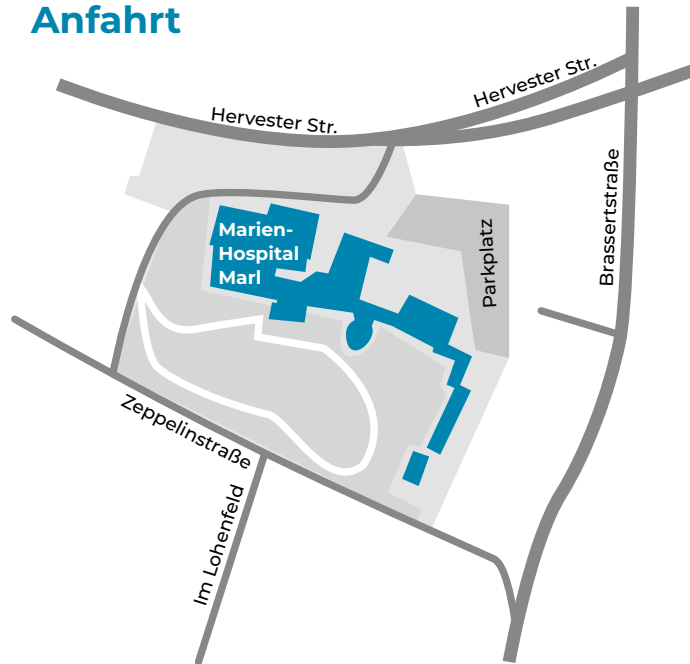 Anfahrt
Hervester Str.
Hervester Str.
Brassertstraße
Marien-
Hospital
Marl
Parkplatz
Zeppelinstraße
Im Lohenfeld